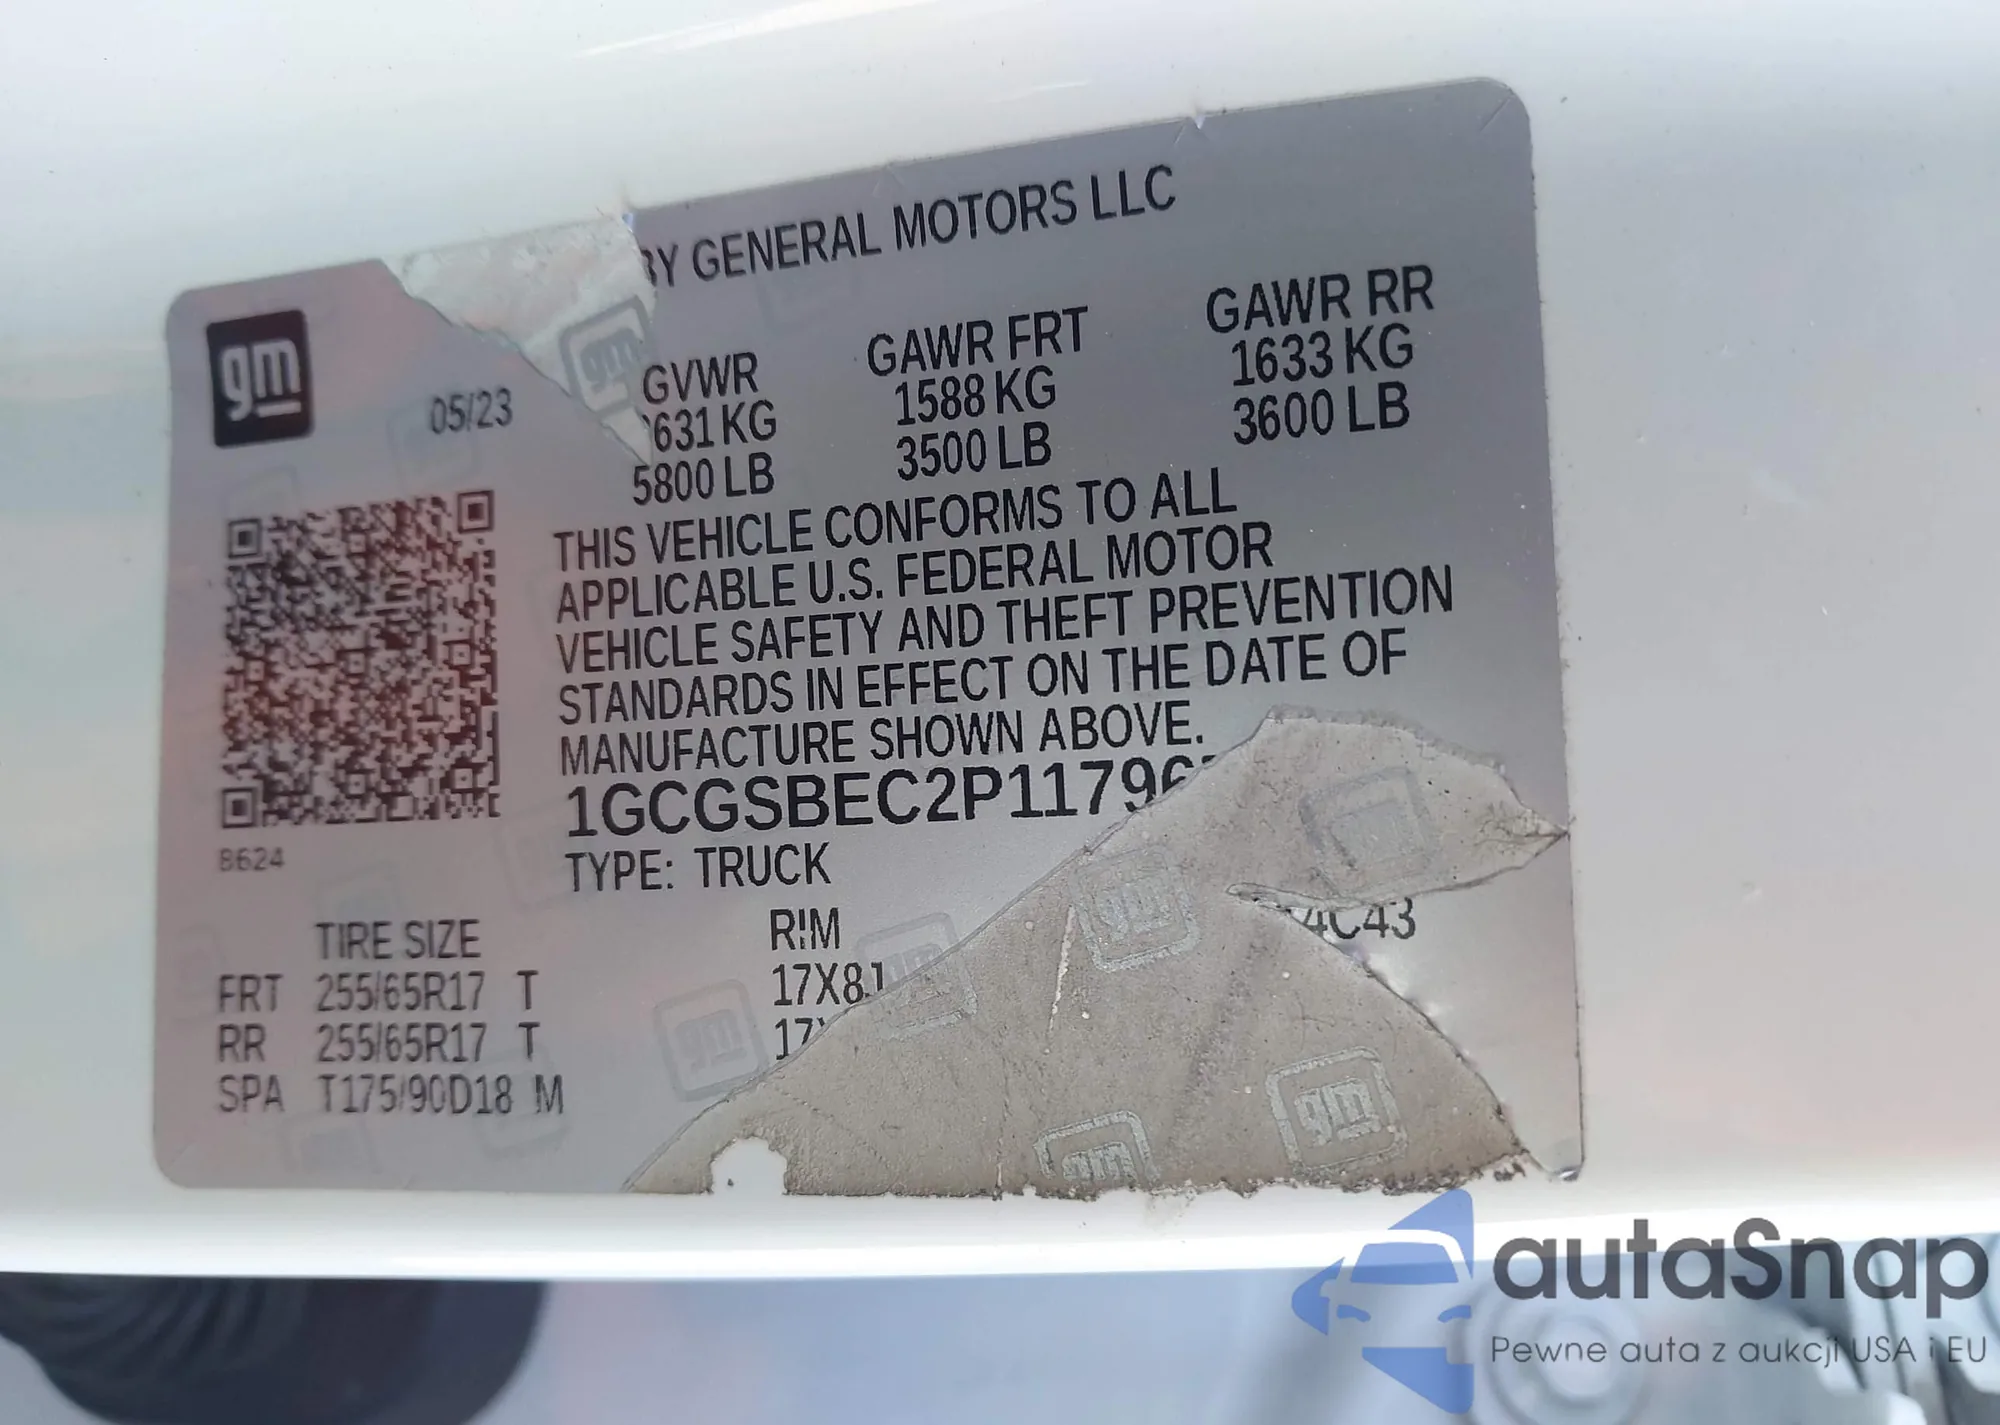 BY GENERAL MOTORS LLC
gm
05/23
GVWR GAWR FRT GAWR RR
631 KG 1588 KG 1633 KG
5800 LB 3500 LB 3600 LB
THIS VEHICLE CONFORMS TO ALL
APPLICABLE U.S. FEDERAL MOTOR
VEHICLE SAFETY AND THEFT PREVENTION
STANDARDS IN EFFECT ON THE DATE OF
MANUFACTURE SHOWN ABOVE.
1GCGSBEC2P11796
8624
TYPE: TRUCK
TIRE SIZE RIM
4C43
FRT 255/65R17 T 17X8J
RR 255/65R17 T 17
SPA T175/90D18 M
autaSnap
Pewne auta z aukcji USA i EU